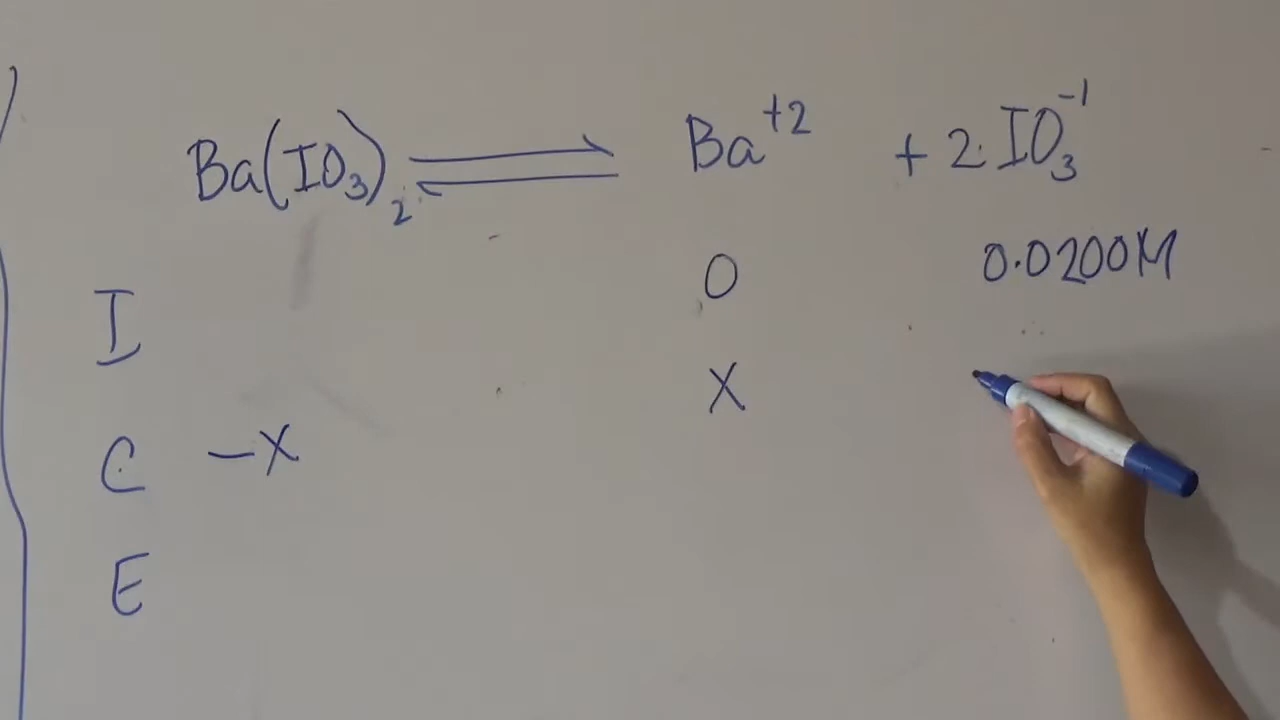 Ba(IO₃)₂ ⇌ Ba⁺² + 2 IO₃⁻¹
I 0 0.0200M
C -X X
E